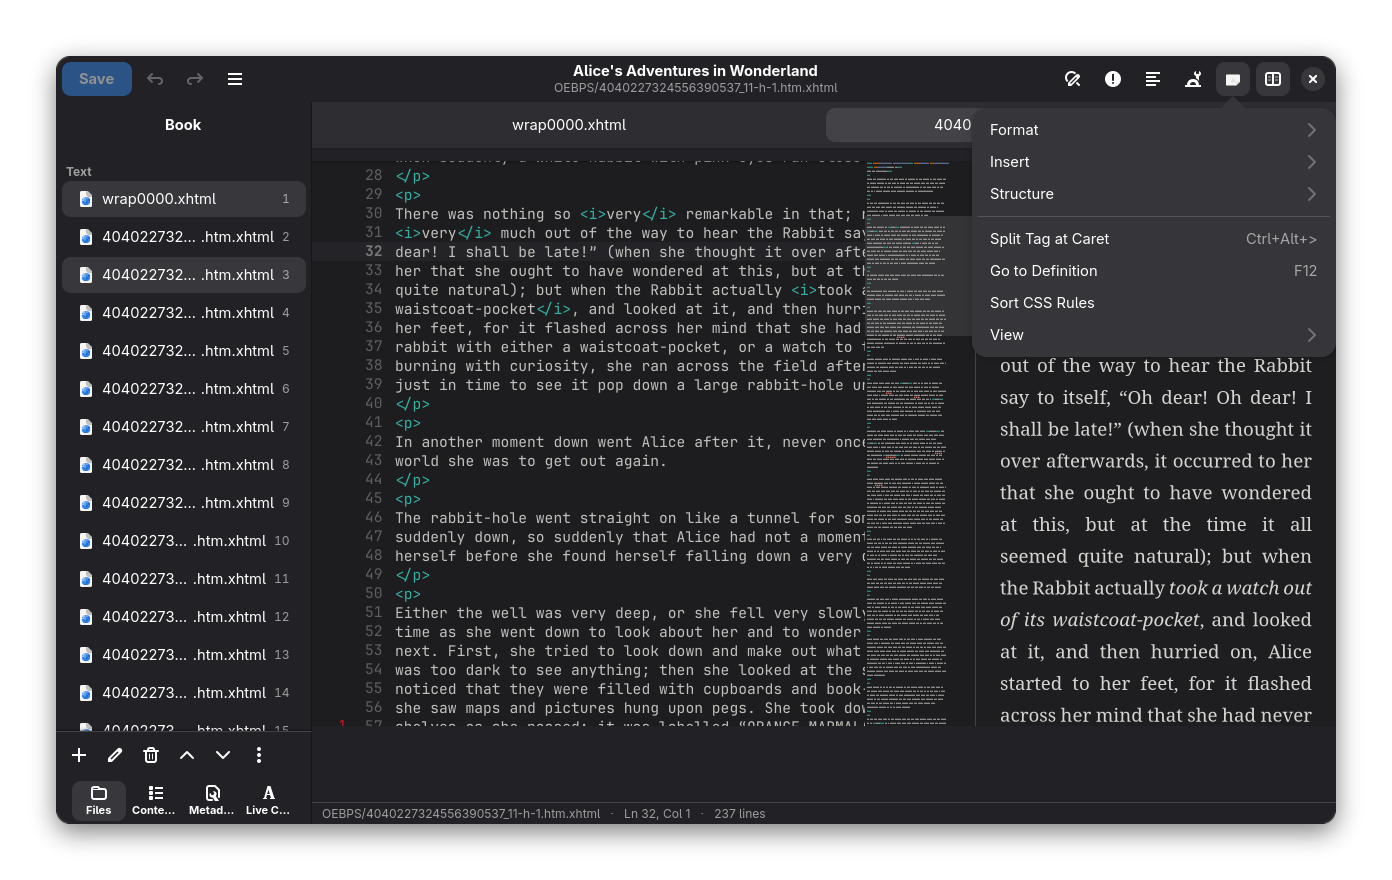 Save
Alice's Adventures in Wonderland
OEBPS/4040227324556390537_11-h-1.htm.xhtml
Book
Text
wrap0000.xhtml 1
404022732... .htm.xhtml 2
404022732... .htm.xhtml 3
404022732... .htm.xhtml 4
404022732... .htm.xhtml 5
404022732... .htm.xhtml 6
404022732... .htm.xhtml 7
404022732... .htm.xhtml 8
404022732... .htm.xhtml 9
40402273... .htm.xhtml 10
40402273... .htm.xhtml 11
40402273... .htm.xhtml 12
40402273... .htm.xhtml 13
40402273... .htm.xhtml 14
40402273... .htm.xhtml 15
Files
Conte...
Metad...
Live C...
wrap0000.xhtml
4040
28 </p>
29 <p>
30 There was nothing so <i>very</i> remarkable in that;
31 <i>very</i> much out of the way to hear the Rabbit say
32 dear! I shall be late!” (when she thought it over afte
33 her that she ought to have wondered at this, but at th
34 quite natural); but when the Rabbit actually <i>took a
35 waistcoat-pocket</i>, and looked at it, and then hurri
36 her feet, for it flashed across her mind that she had
37 rabbit with either a waistcoat-pocket, or a watch to t
38 burning with curiosity, she ran across the field after
39 just in time to see it pop down a large rabbit-hole un
40 </p>
41 <p>
42 In another moment down went Alice after it, never once
43 world she was to get out again.
44 </p>
45 <p>
46 The rabbit-hole went straight on like a tunnel for som
47 suddenly down, so suddenly that Alice had not a moment
48 herself before she found herself falling down a very d
49 </p>
50 <p>
51 Either the well was very deep, or she fell very slowly
52 time as she went down to look about her and to wonder
53 next. First, she tried to look down and make out what
54 was too dark to see anything; then she looked at the s
55 noticed that they were filled with cupboards and book-
56 she saw maps and pictures hung upon pegs. She took dow
1 57 shelves as she passed; it was labelled “ORANGE MARMAL
Format
Insert
Structure
Split Tag at Caret Ctrl+Alt+>
Go to Definition F12
Sort CSS Rules
View
out of the way to hear the Rabbit
say to itself, “Oh dear! Oh dear! I
shall be late!” (when she thought it
over afterwards, it occurred to her
that she ought to have wondered
at this, but at the time it all
seemed quite natural); but when
the Rabbit actually took a watch out
of its waistcoat-pocket, and looked
at it, and then hurried on, Alice
started to her feet, for it flashed
across her mind that she had never
OEBPS/4040227324556390537_11-h-1.htm.xhtml · Ln 32, Col 1 · 237 lines